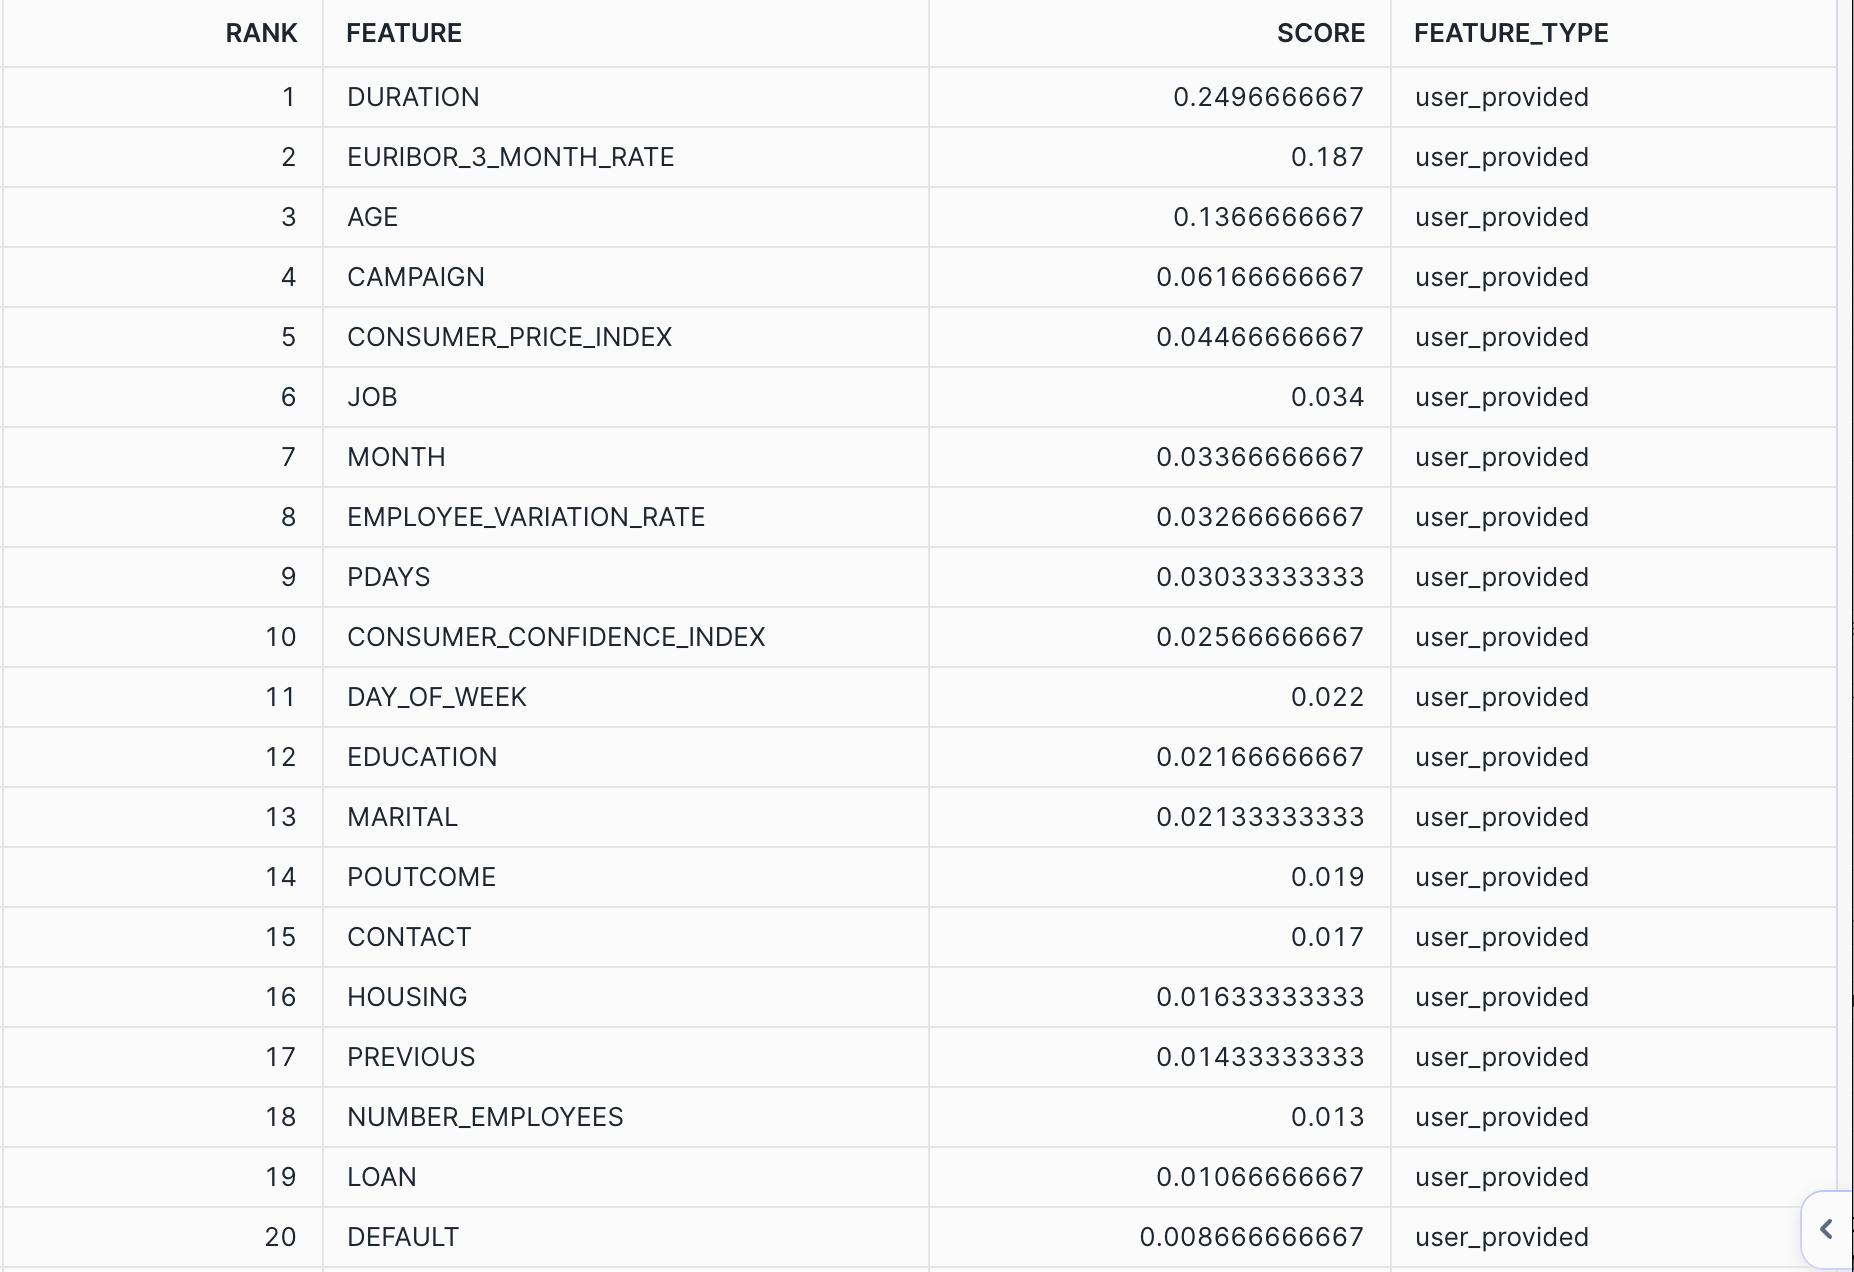 RANK FEATURE SCORE FEATURE_TYPE
1 DURATION 0.2496666667 user_provided
2 EURIBOR_3_MONTH_RATE 0.187 user_provided
3 AGE 0.1366666667 user_provided
4 CAMPAIGN 0.06166666667 user_provided
5 CONSUMER_PRICE_INDEX 0.04466666667 user_provided
6 JOB 0.034 user_provided
7 MONTH 0.03366666667 user_provided
8 EMPLOYEE_VARIATION_RATE 0.03266666667 user_provided
9 PDAYS 0.03033333333 user_provided
10 CONSUMER_CONFIDENCE_INDEX 0.02566666667 user_provided
11 DAY_OF_WEEK 0.022 user_provided
12 EDUCATION 0.02166666667 user_provided
13 MARITAL 0.02133333333 user_provided
14 POUTCOME 0.019 user_provided
15 CONTACT 0.017 user_provided
16 HOUSING 0.01633333333 user_provided
17 PREVIOUS 0.01433333333 user_provided
18 NUMBER_EMPLOYEES 0.013 user_provided
19 LOAN 0.01066666667 user_provided
20 DEFAULT 0.008666666667 user_provided